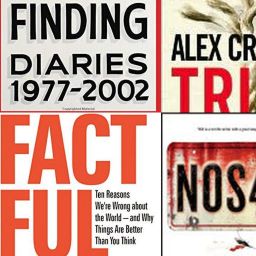 FINDING
DIARIES
1977-2002
ALEX CR
TRI
FACT
FUL
Ten Reasons
We're Wrong about
the World—and Why
Things Are Better
Than You Think
NOS4